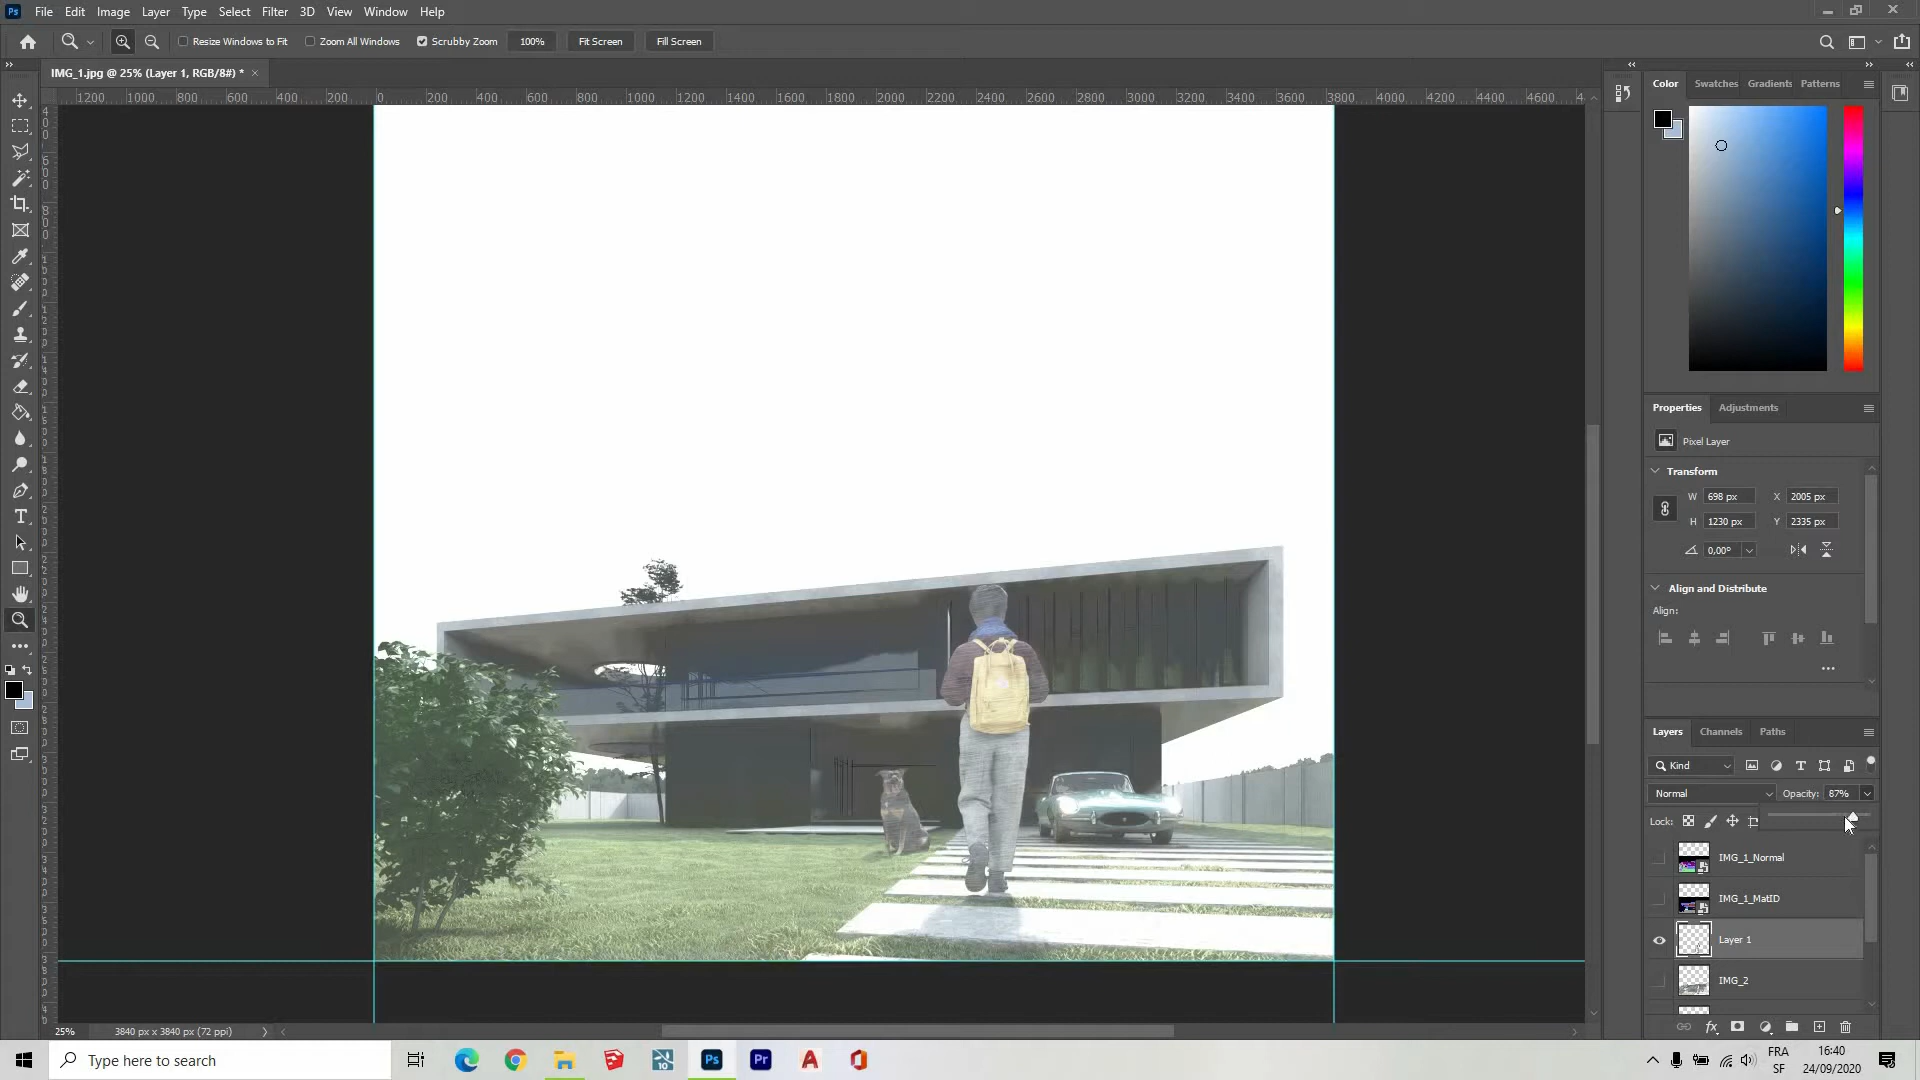 Ps File Edit Image Layer Type Select Filter 3D View Window Help
Resize Windows to Fit Zoom All Windows Scrubby Zoom 100% Fit Screen Fill Screen
IMG_1.jpg @ 25% (Layer 1, RGB/8#) *
1200 1000 800 600 400 200 0 200 400 600 800 1000 1200 1400 1600 1800 2000 2200 2400 2600 2800 3000 3200 3400 3600 3800 4000 4200 4400 4600 4
Color Swatches Gradients Patterns
Properties Adjustments
Pixel Layer
Transform
W 698 px X 2005 px
H 1230 px Y 2335 px
0,00°
Align and Distribute
Align:
Layers Channels Paths
Kind
Normal Opacity: 87%
Lock:
IMG_1_Normal
IMG_1_MatID
Layer 1
IMG_2
25% 3840 px x 3840 px (72 ppi)
Type here to search
10 Ps Pr
FRA 16:40
SF 24/09/2020